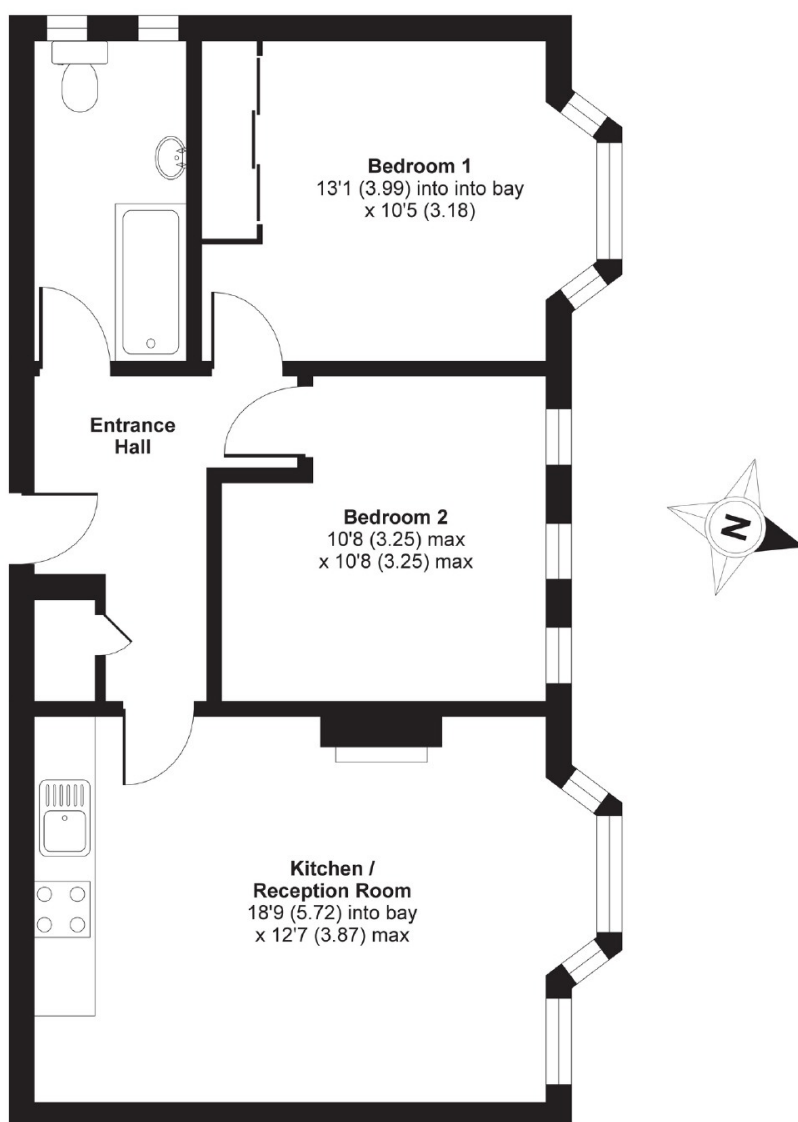 Bedroom 1
13'1 (3.99) into into bay
x 10'5 (3.18)
Entrance
Hall
Bedroom 2
10'8 (3.25) max
x 10'8 (3.25) max
N
Kitchen /
Reception Room
18'9 (5.72) into bay
x 12'7 (3.87) max